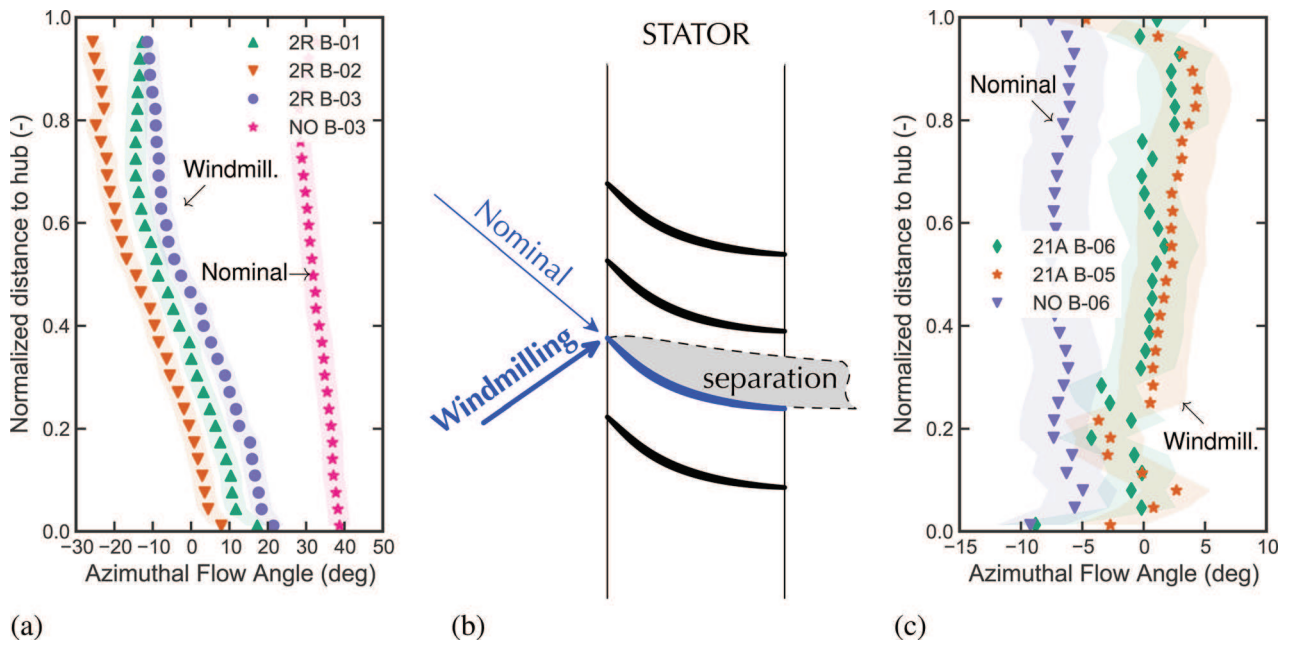 1.0
0.8
0.6
0.4
0.2
0.0
Normalized distance to hub (-)
2R B-01
2R B-02
2R B-03
NO B-03
Windmill.
Nominal
−30 −20 −10 0 10 20 30 40 50
Azimuthal Flow Angle (deg)
(a)
STATOR
Nominal
Windmilling
separation
(b)
1.0
0.8
0.6
0.4
0.2
0.0
Normalized distance to hub (-)
Nominal
21A B-06
21A B-05
NO B-06
Windmill.
−15 −10 −5 0 5 10
Azimuthal Flow Angle (deg)
(c)